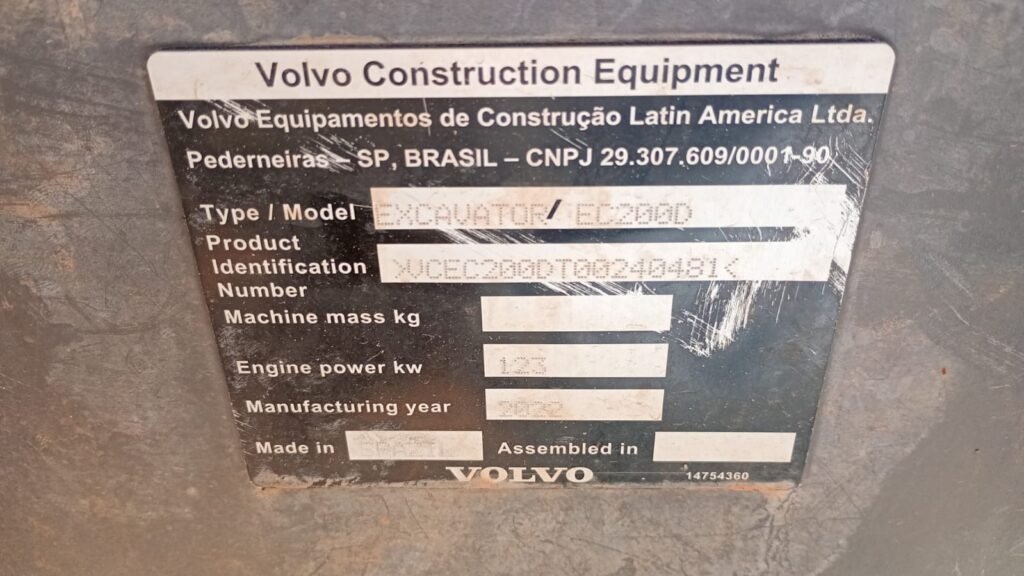 Volvo Construction Equipment
Volvo Equipamentos de Construção Latin America Ltda.
Pederneiras – SP, BRASIL – CNPJ 29.307.609/0001-90
Type / Model EXCAVATOR/ EC200D
Product
Identification
Number
>VCEC200DT00240481<
Machine mass kg
Engine power kw 123
Manufacturing year 2022
Made in BRAZIL Assembled in
VOLVO 14754360